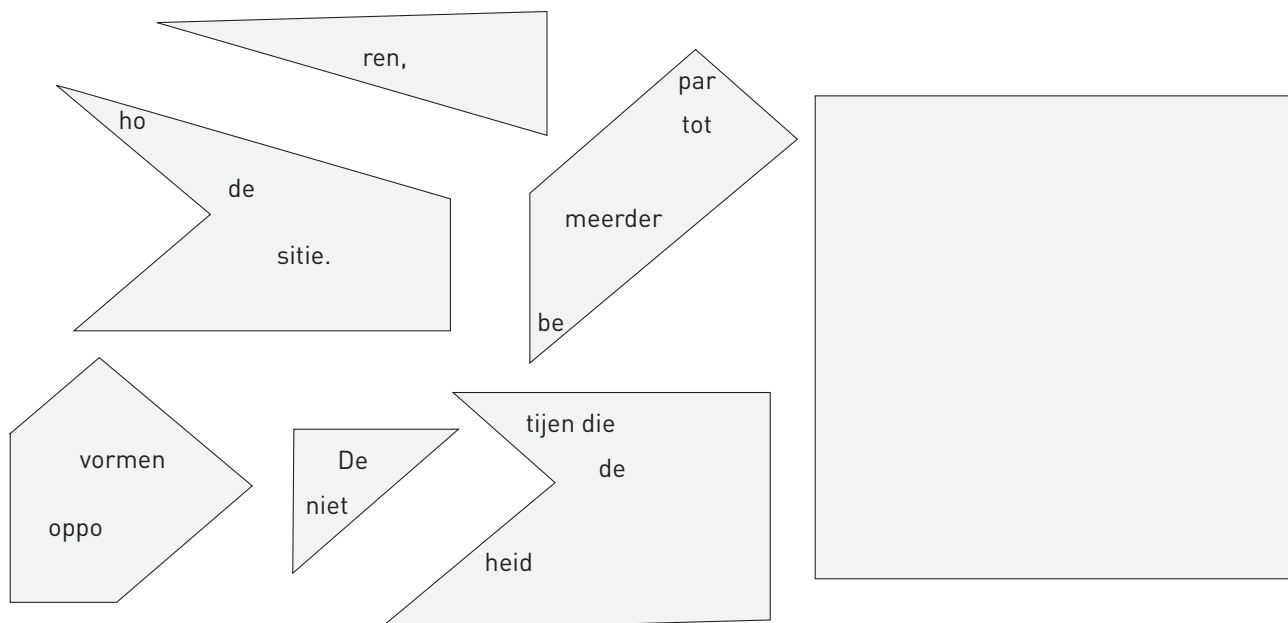 ren,
par
tot
ho
de
sitie.
meerder
be
vormen
oppo
De
niet
tijen die
de
heid